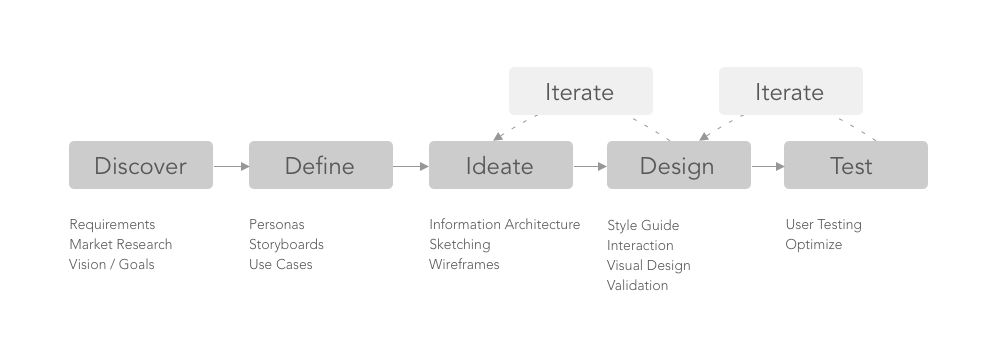 Iterate
Iterate
Discover
Define
Ideate
Design
Test
Requirements
Market Research
Vision / Goals
Personas
Storyboards
Use Cases
Information Architecture
Sketching
Wireframes
Style Guide
Interaction
Visual Design
Validation
User Testing
Optimize